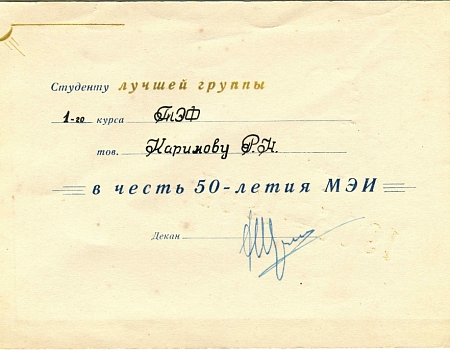 Студенту лучшей группы
1-го курса ТэФ
тов. Каримову Р.Н.
в честь 50-летия МЭИ
Декан